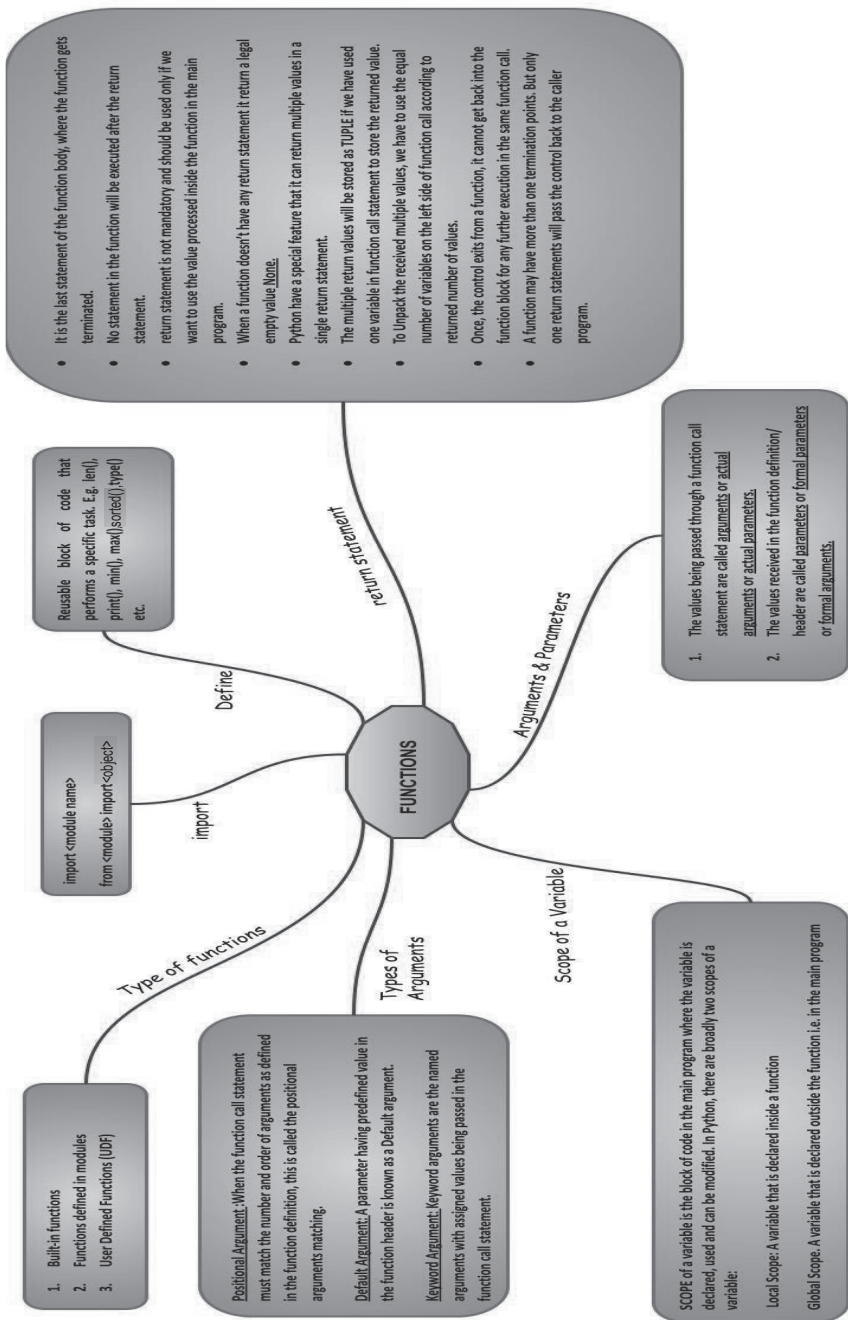 FUNCTIONS
Type of functions
1. Built-in functions
2. Functions defined in modules
3. User Defined Functions (UDF)
import
import <module name>
from <module> import<object>
Define
Reusable block of code that
performs a specific task. E.g. len(),
print(), min(), max(),sorted(),type()
etc.
return statement
• It is the last statement of the function body, where the function gets
terminated.
• No statement in the function will be executed after the return
statement.
• return statement is not mandatory and should be used only if we
want to use the value processed inside the function in the main
program.
• When a function doesn't have any return statement it return a legal
empty value None.
• Python have a special feature that it can return multiple values in a
single return statement.
• The multiple return values will be stored as TUPLE if we have used
one variable in function call statement to store the returned value.
• To Unpack the received multiple values, we have to use the equal
number of variables on the left side of function call according to
returned number of values.
• Once, the control exits from a function, it cannot get back into the
function block for any further execution in the same function call.
• A function may have more than one termination points. But only
one return statements will pass the control back to the caller
program.
Types of
Arguments
Positional Argument :When the function call statement
must match the number and order of arguments as defined
in the function definition, this is called the positional
arguments matching.
Default Argument: A parameter having predefined value in
the function header is known as a Default argument.
Keyword Argument: Keyword arguments are the named
arguments with assigned values being passed in the
function call statement.
Scope of a Variable
SCOPE of a variable is the block of code in the main program where the variable is
declared, used and can be modified. In Python, there are broadly two scopes of a
variable:
Local Scope: A variable that is declared inside a function
Global Scope. A variable that is declared outside the function i.e. in the main program
Arguments & Parameters
1. The values being passed through a function call
statement are called arguments or actual
arguments or actual parameters.
2. The values received in the function definition/
header are called parameters or formal parameters
or formal arguments.